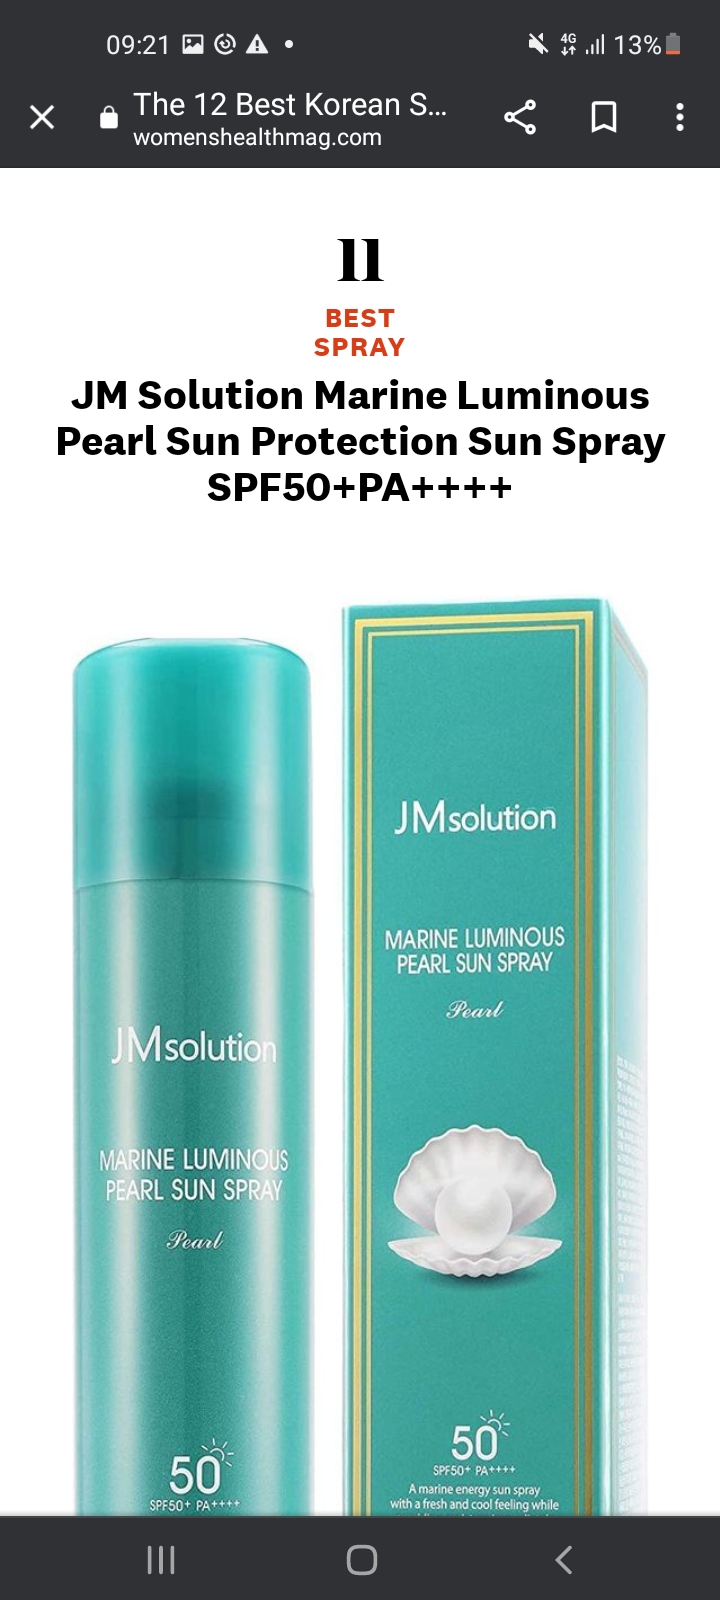 09:21
4G
13%
The 12 Best Korean S...
womenshealthmag.com
11
BEST
SPRAY
JM Solution Marine Luminous
Pearl Sun Protection Sun Spray
SPF50+PA++++
JMsolution
MARINE LUMINOUS
PEARL SUN SPRAY
Pearl
50
SPF50+ PA++++
JMsolution
MARINE LUMINOUS
PEARL SUN SPRAY
Pearl
50
SPF50+ PA++++
A marine energy sun spray
with a fresh and cool feeling while